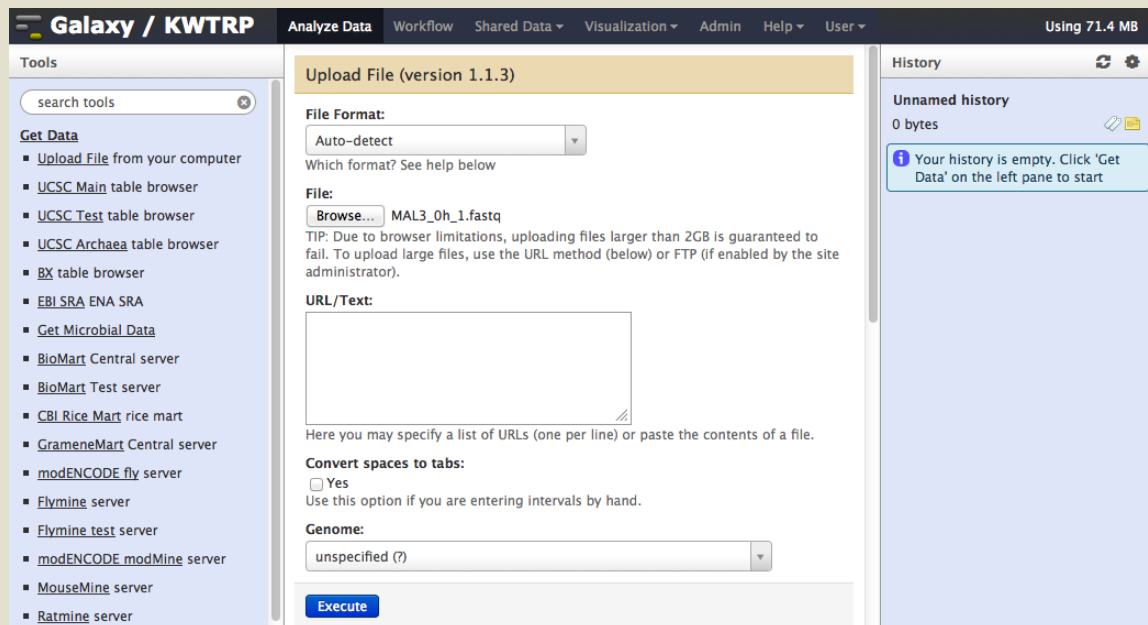 Galaxy / KWTRP
Analyze Data Workflow Shared Data Visualization Admin Help User
Using 71.4 MB
Tools
search tools
Get Data
Upload File from your computer
UCSC Main table browser
UCSC Test table browser
UCSC Archaea table browser
BX table browser
EBI SRA ENA SRA
Get Microbial Data
BioMart Central server
BioMart Test server
CBI Rice Mart rice mart
GrameneMart Central server
modENCODE fly server
Flymine server
Flymine test server
modENCODE modMine server
MouseMine server
Ratmine server
Upload File (version 1.1.3)
File Format:
Auto-detect
Which format? See help below
File:
Browse... MAL3_0h_1.fastq
TIP: Due to browser limitations, uploading files larger than 2GB is guaranteed to
fail. To upload large files, use the URL method (below) or FTP (if enabled by the site
administrator).
URL/Text:
Here you may specify a list of URLs (one per line) or paste the contents of a file.
Convert spaces to tabs:
Yes
Use this option if you are entering intervals by hand.
Genome:
unspecified (?)
Execute
History
Unnamed history
0 bytes
Your history is empty. Click 'Get
Data' on the left pane to start